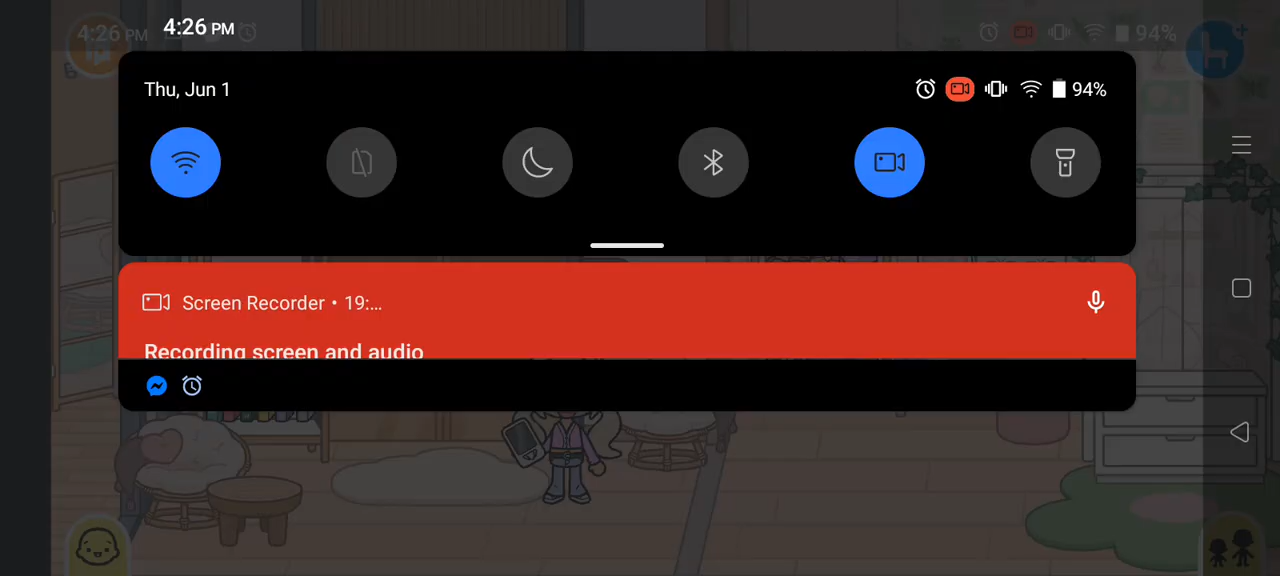 4:26 PM 4:26 PM 94%
Thu, Jun 1 94%
Screen Recorder • 19:...
Recording screen and audio